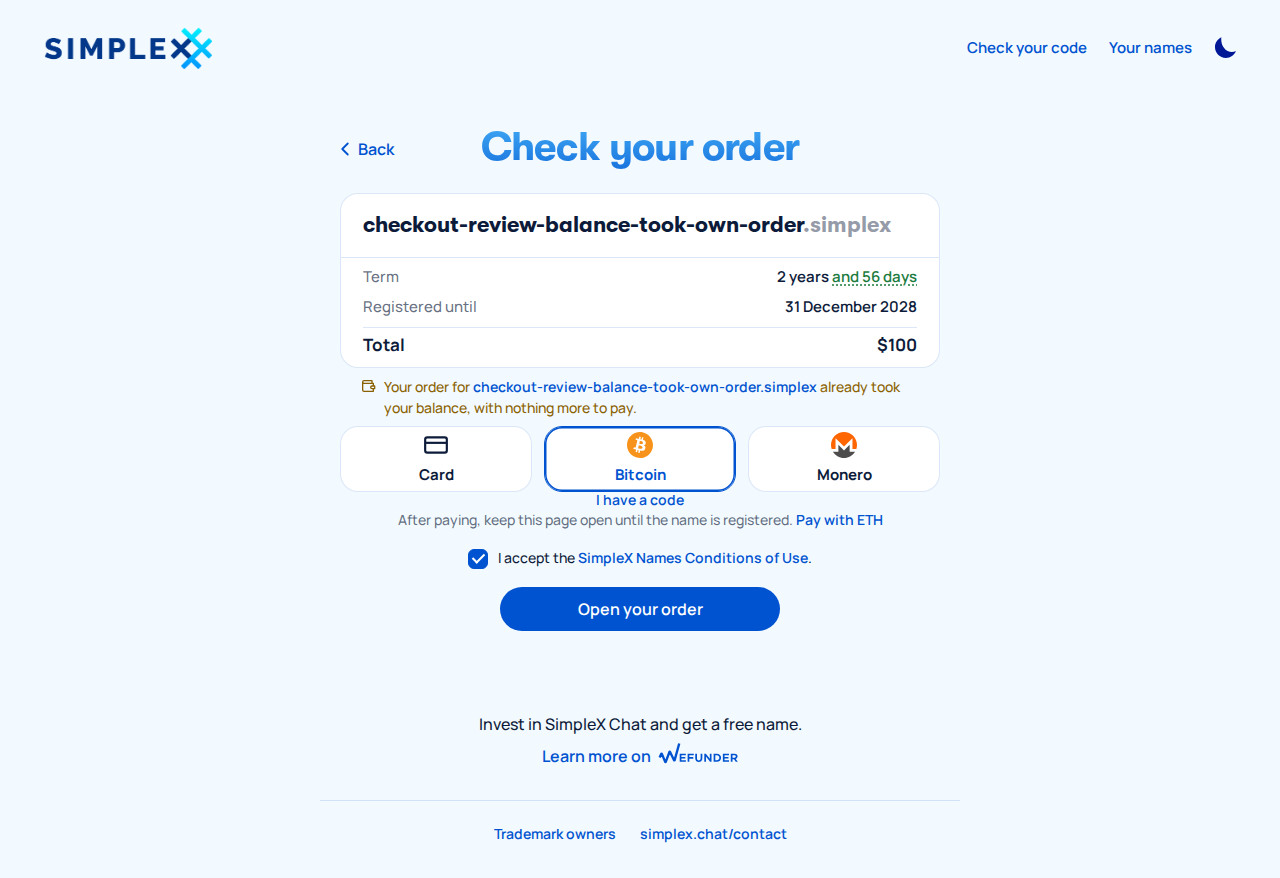 SIMPLEX
Check your code
Your names
Back
Check your order
checkout-review-balance-took-own-order.simplex
Term
2 years and 56 days
Registered until
31 December 2028
Total
$100
Your order for checkout-review-balance-took-own-order.simplex already took
your balance, with nothing more to pay.
Card
Bitcoin
Monero
I have a code
After paying, keep this page open until the name is registered. Pay with ETH
I accept the SimpleX Names Conditions of Use.
Open your order
Invest in SimpleX Chat and get a free name.
Learn more on WEFUNDER
Trademark owners
simplex.chat/contact